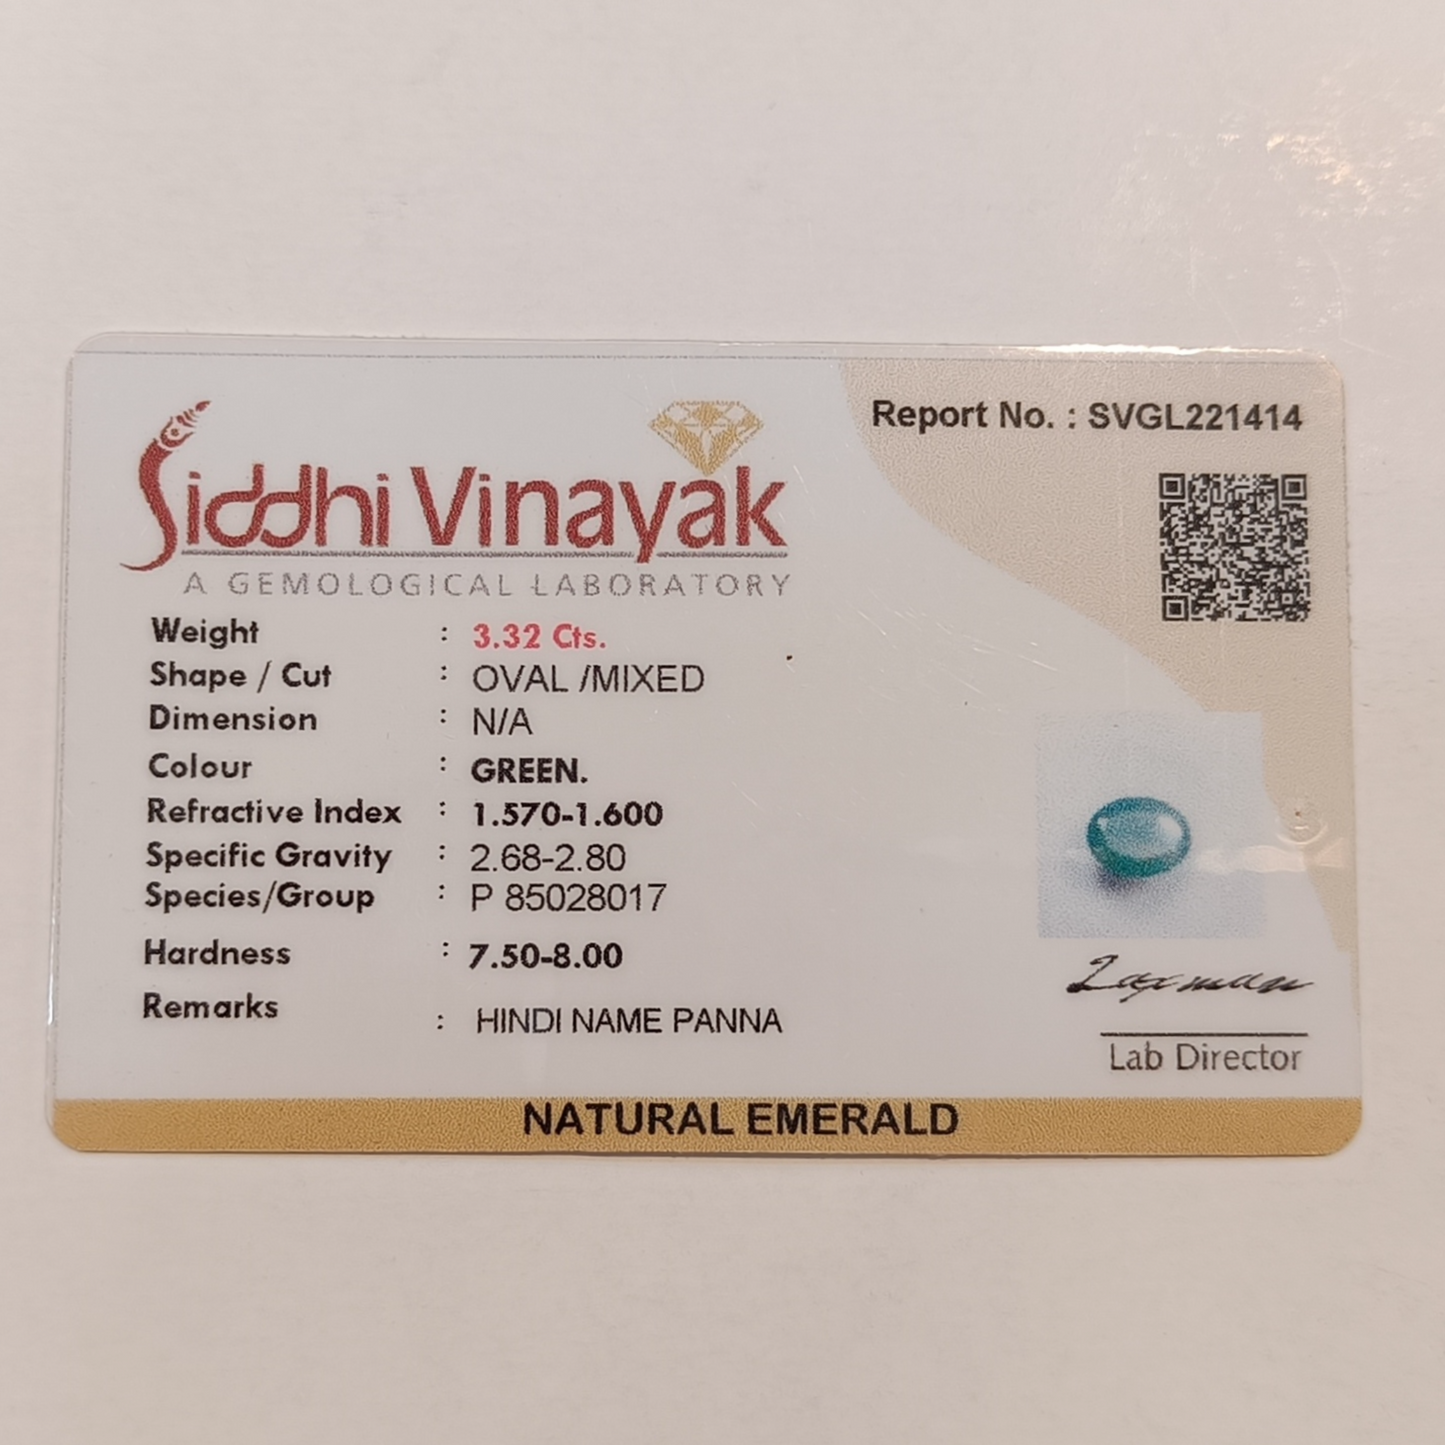 Siddhi Vinayak
A GEMOLOGICAL LABORATORY
Report No. : SVGL221414
Weight : 3.32 Cts.
Shape / Cut : OVAL /MIXED
Dimension : N/A
Colour : GREEN.
Refractive Index : 1.570-1.600
Specific Gravity : 2.68-2.80
Species/Group : P 85028017
Hardness : 7.50-8.00
Remarks : HINDI NAME PANNA
Laxman
Lab Director
NATURAL EMERALD